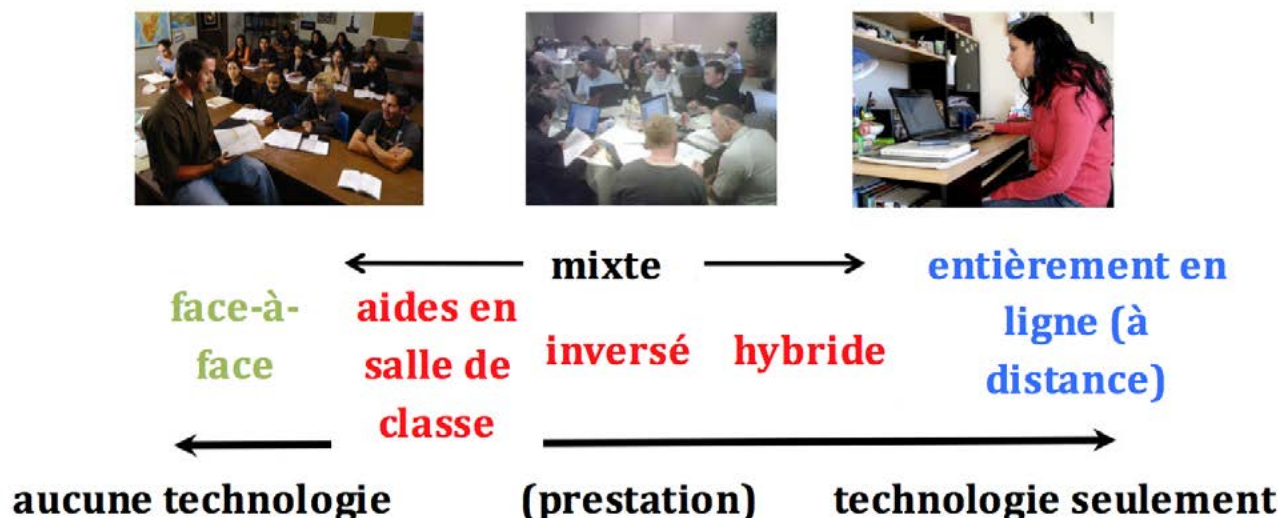 mixte
face-à-
face
aides en
salle de
classe
inversé
hybride
entièrement en
ligne (à
distance)
aucune technologie
(prestation)
technologie seulement